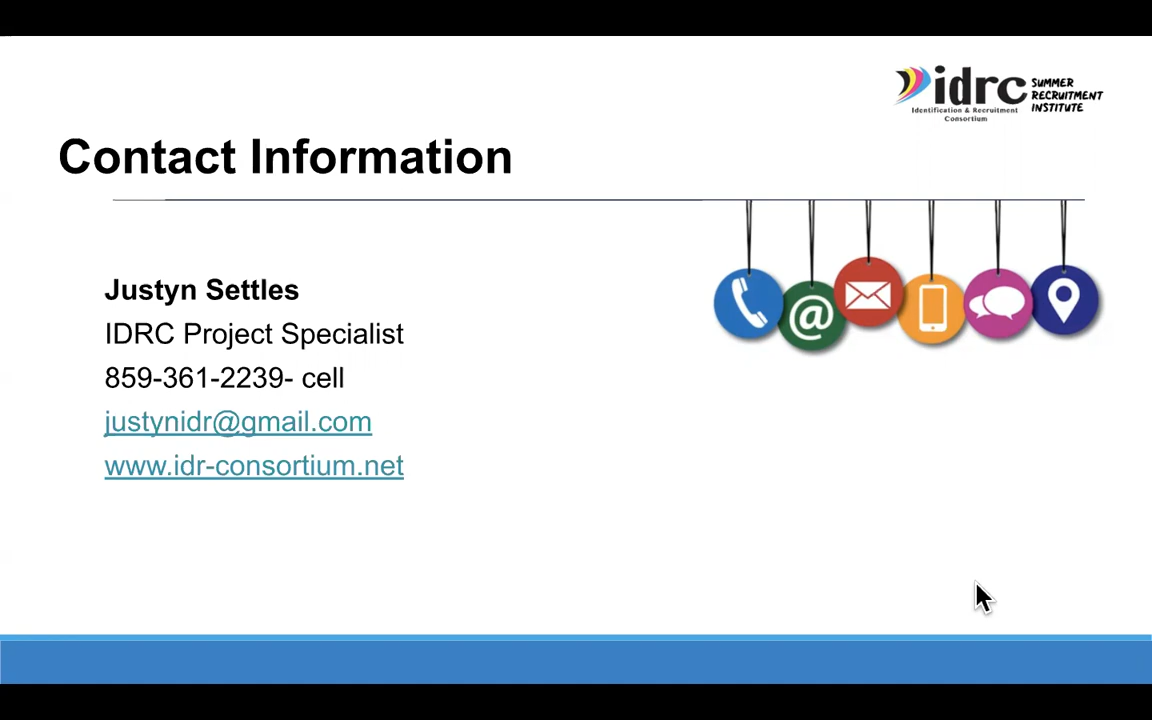 idrc
Identification & Recruitment
Consortium
SUMMER
RECRUITMENT
INSTITUTE
Contact Information
Justyn Settles
IDRC Project Specialist
859-361-2239- cell
justynidr@gmail.com
www.idr-consortium.net
@